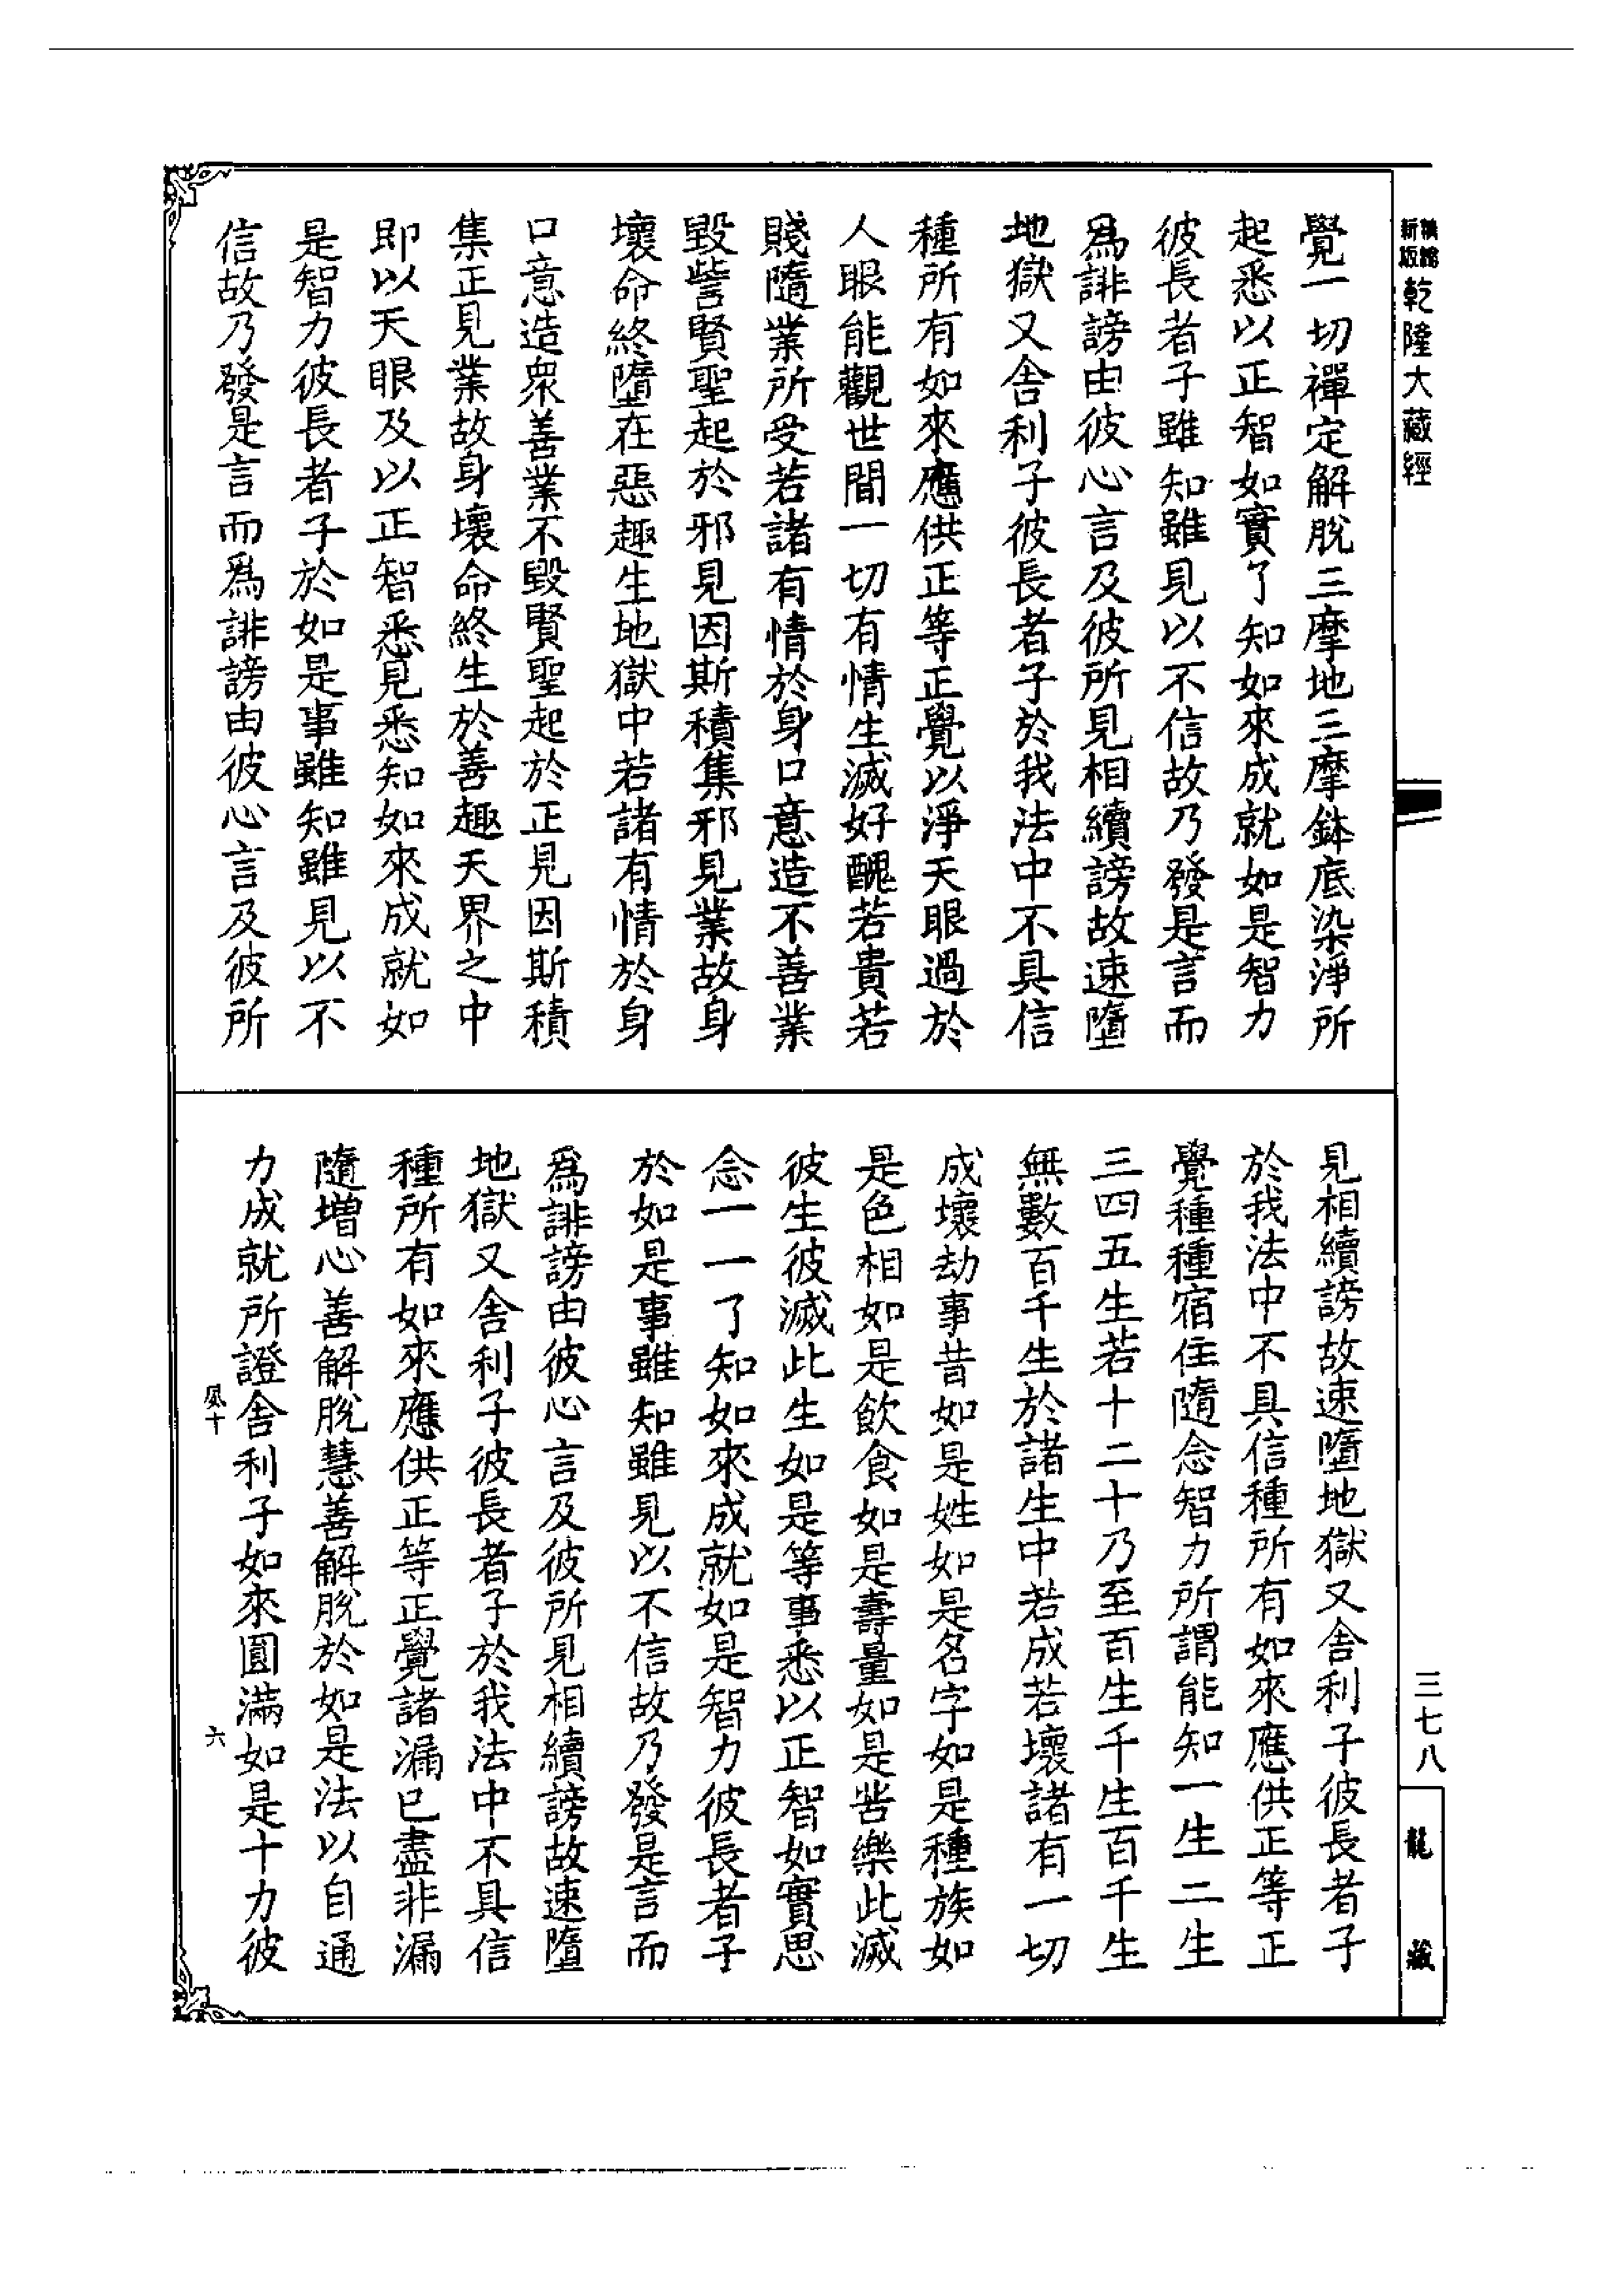 新版乾隆大藏經
覺一切禪定解脫三摩地三摩鉢底染淨所
起悉以正智如實了知如來成就如是智力
彼長者子雖知雖見以不信故乃發是言而
爲誹謗由彼心言及彼所見相續謗故速墮
地獄又舍利子彼長者子於我法中不具信
種所有如來應供正等正覺以淨天眼過於
人眼能觀世間一切有情生滅好醜若貴若
賤隨業所受若諸有情於身口意造不善業
毀訾賢聖起於邪見因斯積集邪見業故身
壞命終墮在惡趣生地獄中若諸有情於身
口意造衆善業不毀賢聖起於正見因斯積
集正見業故身壞命終生於善趣天界之中
即以天眼及以正智悉見悉知如來成就如
是智力彼長者子於如是事雖知雖見以不
信故乃發是言而爲誹謗由彼心言及彼所
見相續謗故速墮地獄又舍利子彼長者子
於我法中不具信種所有如來應供正等正
覺種種宿住隨念智力所謂能知一生二生
三四五生若十二十乃至百生千生百千生
無數百千生於諸生中若成若壞諸有一切
成壞劫事昔如是姓如是名字如是種族如
是色相如是飲食如是壽量如是苦樂此滅
彼生彼滅此生如是等事悉以正智如實思
念一一了知如來成就如是智力彼長者子
於如是事雖知雖見以不信故乃發是言而
爲誹謗由彼心言及彼所見相續謗故速墮
地獄又舍利子彼長者子於我法中不具信
種所有如來應供正等正覺諸漏已盡非漏
隨增心善解脫慧善解脫於如是法以自通
力成就所證舍利子如來圓滿如是十力彼
十 六
三七八
龍藏